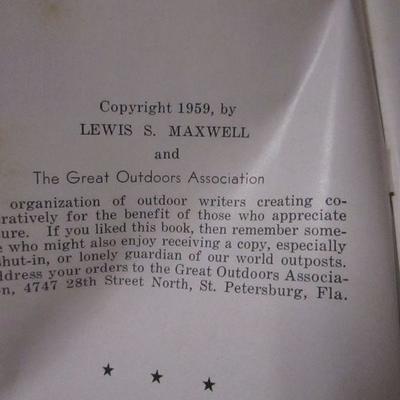 Copyright 1959, by
LEWIS S. MAXWELL
and
The Great Outdoors Association
organization of outdoor writers creating co-
ratively for the benefit of those who appreciate
ure. If you liked this book, then remember some-
e who might also enjoy receiving a copy, especially
shut-in, or lonely guardian of our world outposts.
ddress your orders to the Great Outdoors Associa-
on, 4747 28th Street North, St. Petersburg, Fla.
★ ★ ★